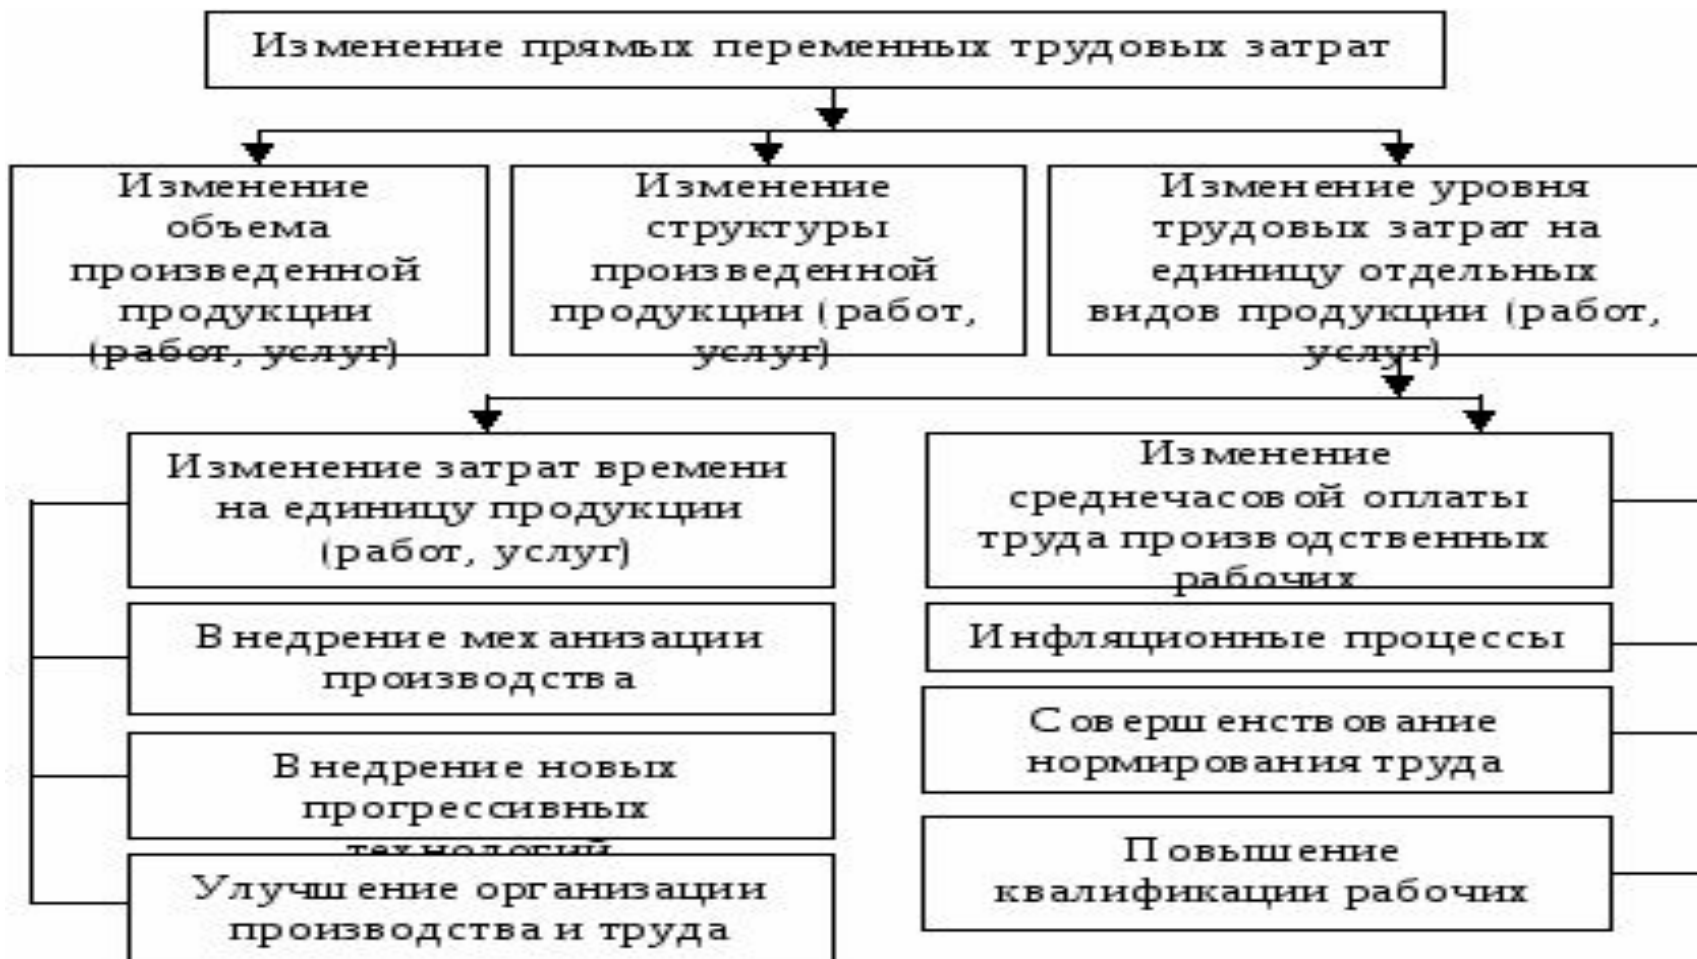 Изменение прямых переменных трудовых затрат
Изменение
объема
произведенной
продукции
(работ, услуг)
Изменение
структуры
произведенной
продукции (работ,
услуг)
Изменение уровня
трудовых затрат на
единицу отдельных
видов продукции (работ,
услуг)
Изменение затрат времени
на единицу продукции
(работ, услуг)
Внедрение механизации
производства
Внедрение новых
прогрессивных
технологий
Улучшение организации
производства и труда
Изменение
среднечасовой оплаты
труда производственных
рабочих
Инфляционные процессы
Совершенствование
нормирования труда
Повышение
квалификации рабочих